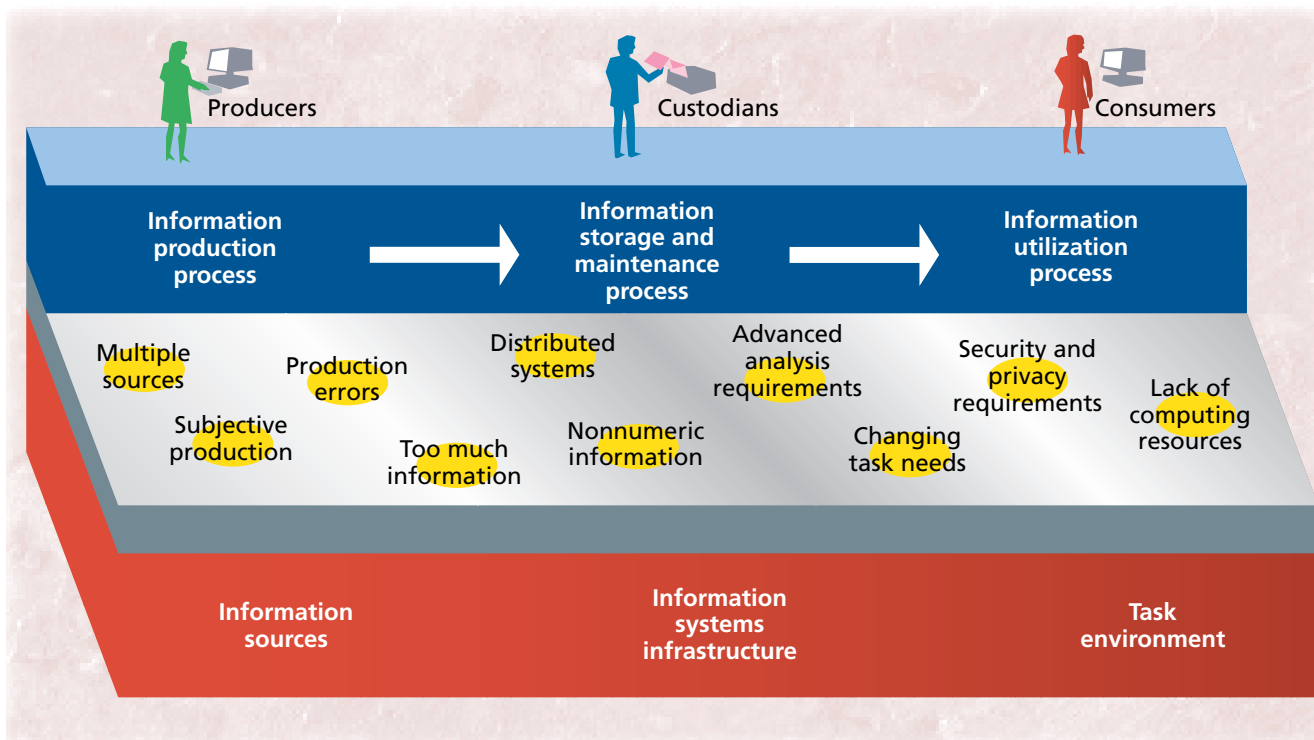 Producers
Custodians
Consumers
Information
production
process
Information
storage and
maintenance
process
Information
utilization
process
Multiple
sources
Production
errors
Distributed
systems
Advanced
analysis
requirements
Security and
privacy
requirements
Lack of
computing
resources
Subjective
production
Too much
information
Nonnumeric
information
Changing
task needs
Information
sources
Information
systems
infrastructure
Task
environment